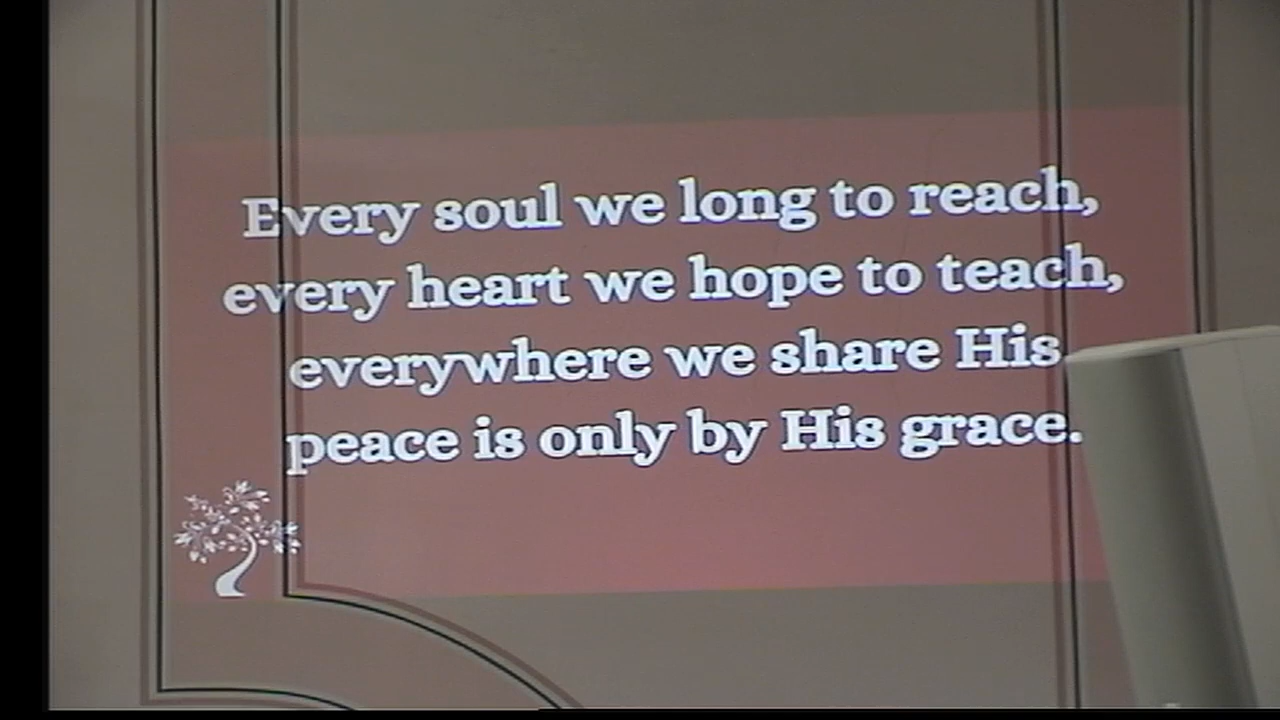 Every soul we long to reach,
every heart we hope to teach,
everywhere we share His
peace is only by His grace.